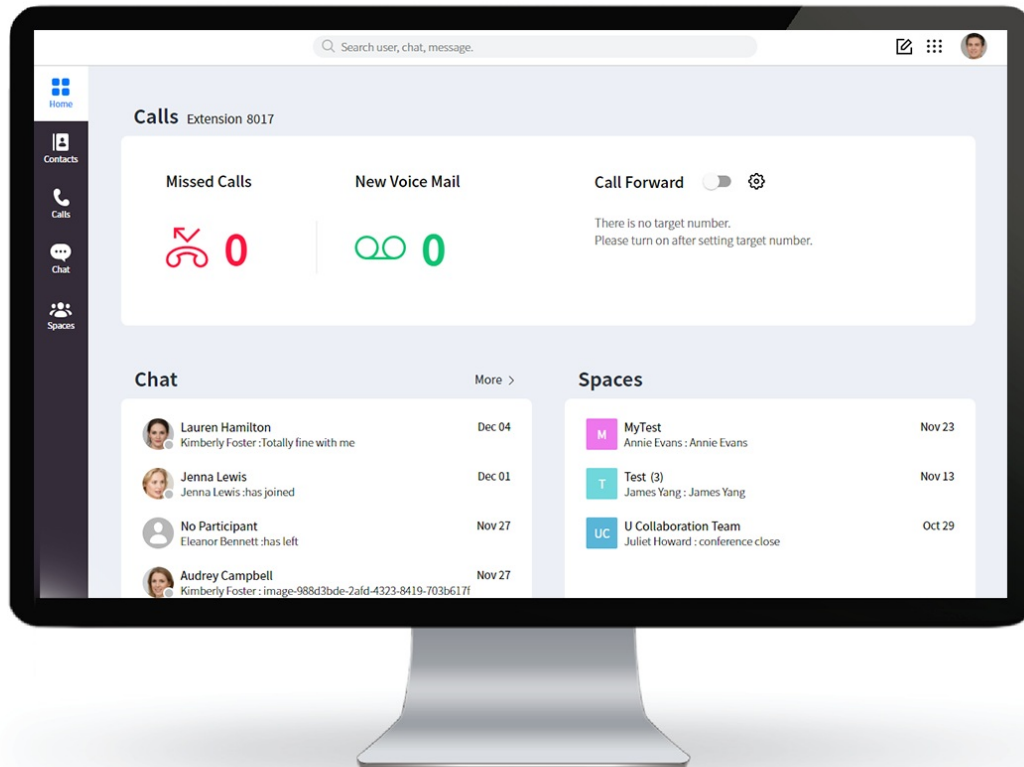 Search user, chat, message.
Home
Contacts
Calls
Chat
Spaces
Calls Extension 8017
Missed Calls
0
New Voice Mail
0
Call Forward
There is no target number.
Please turn on after setting target number.
Chat
More >
Lauren Hamilton Dec 04
Kimberly Foster :Totally fine with me
Jenna Lewis Dec 01
Jenna Lewis :has joined
No Participant Nov 27
Eleanor Bennett :has left
Audrey Campbell Nov 27
Kimberly Foster : image-988d3bde-2afd-4323-8419-703b617f
Spaces
M
MyTest Nov 23
Annie Evans : Annie Evans
T
Test (3) Nov 13
James Yang : James Yang
UC
U Collaboration Team Oct 29
Juliet Howard : conference close